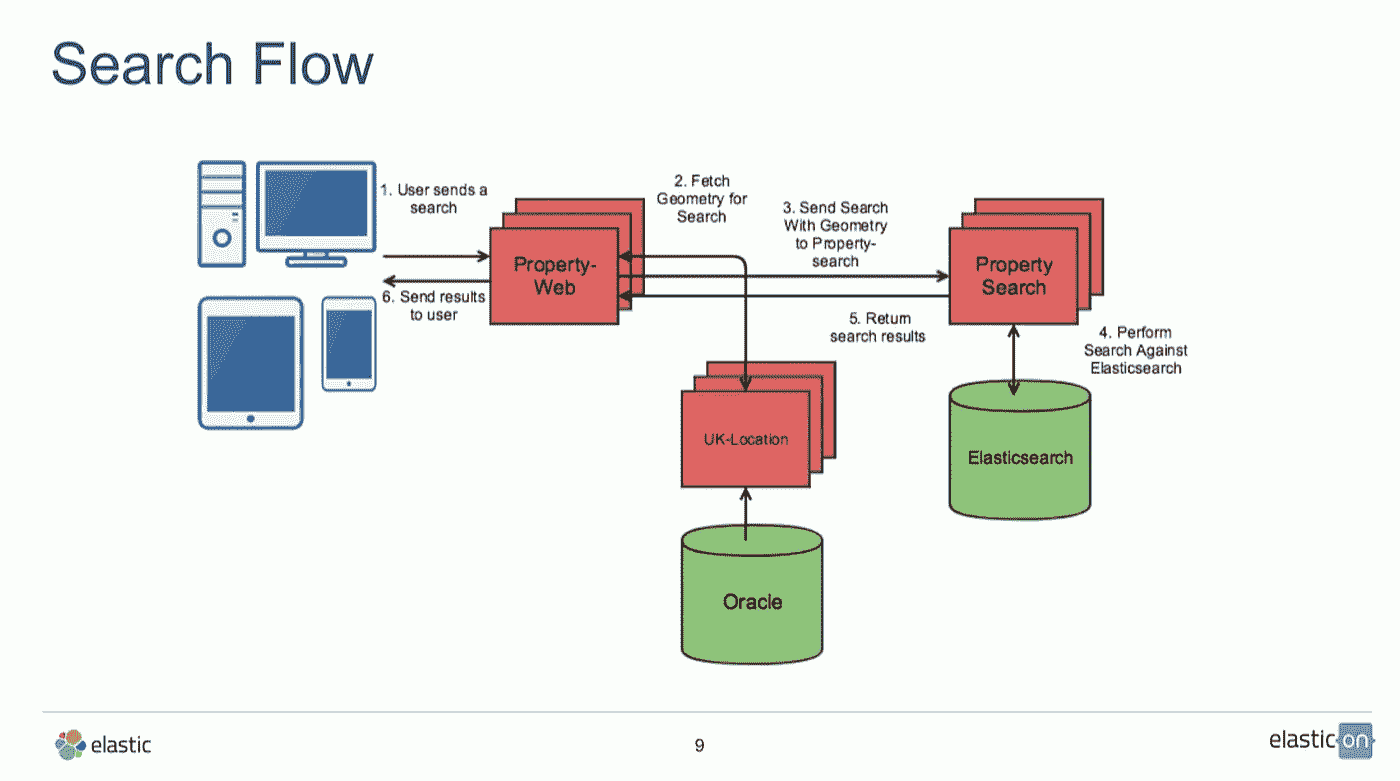 Search Flow
1. User sends a
search
2. Fetch
Geometry for
Search
3. Send Search
With Geometry
to Property-
search
Property-
Web
Property
Search
6. Send results
to user
5. Return
search results
4. Perform
Search Against
Elasticsearch
UK-Location
Elasticsearch
Oracle
elastic
9
elastic on